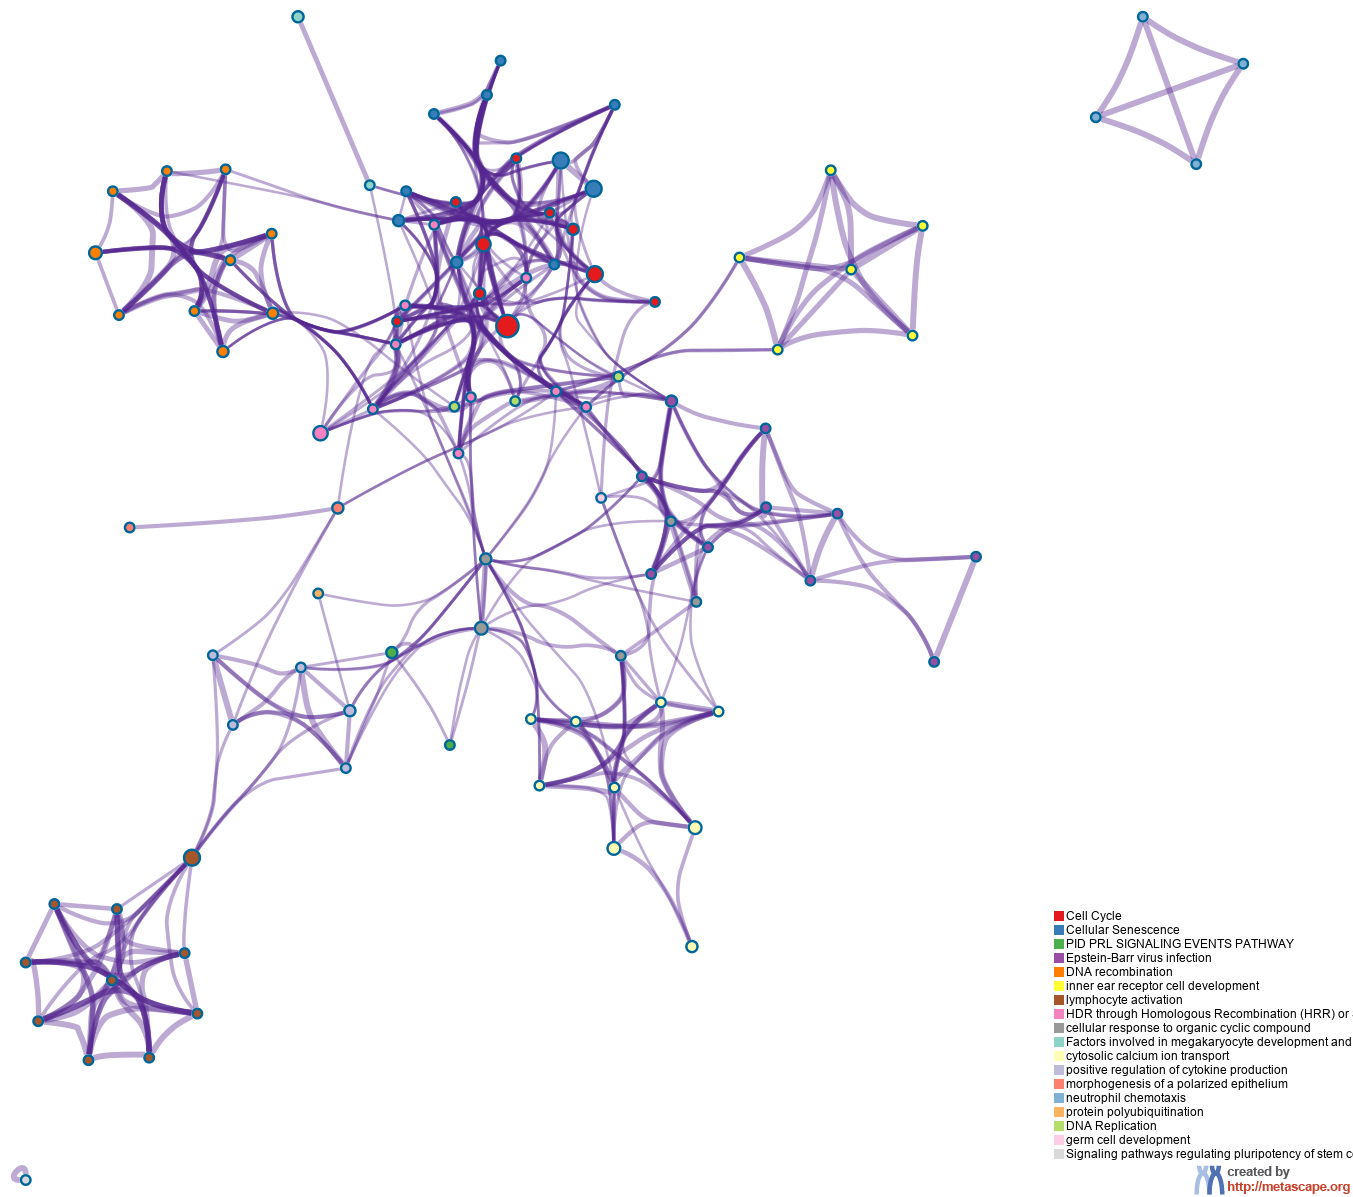 Cell Cycle
Cellular Senescence
PID PRL SIGNALING EVENTS PATHWAY
Epstein-Barr virus infection
DNA recombination
inner ear receptor cell development
lymphocyte activation
HDR through Homologous Recombination (HRR) or
cellular response to organic cyclic compound
Factors involved in megakaryocyte development and
cytosolic calcium ion transport
positive regulation of cytokine production
morphogenesis of a polarized epithelium
neutrophil chemotaxis
protein polyubiquitination
DNA Replication
germ cell development
Signaling pathways regulating pluripotency of stem c
created by
http://metascape.org